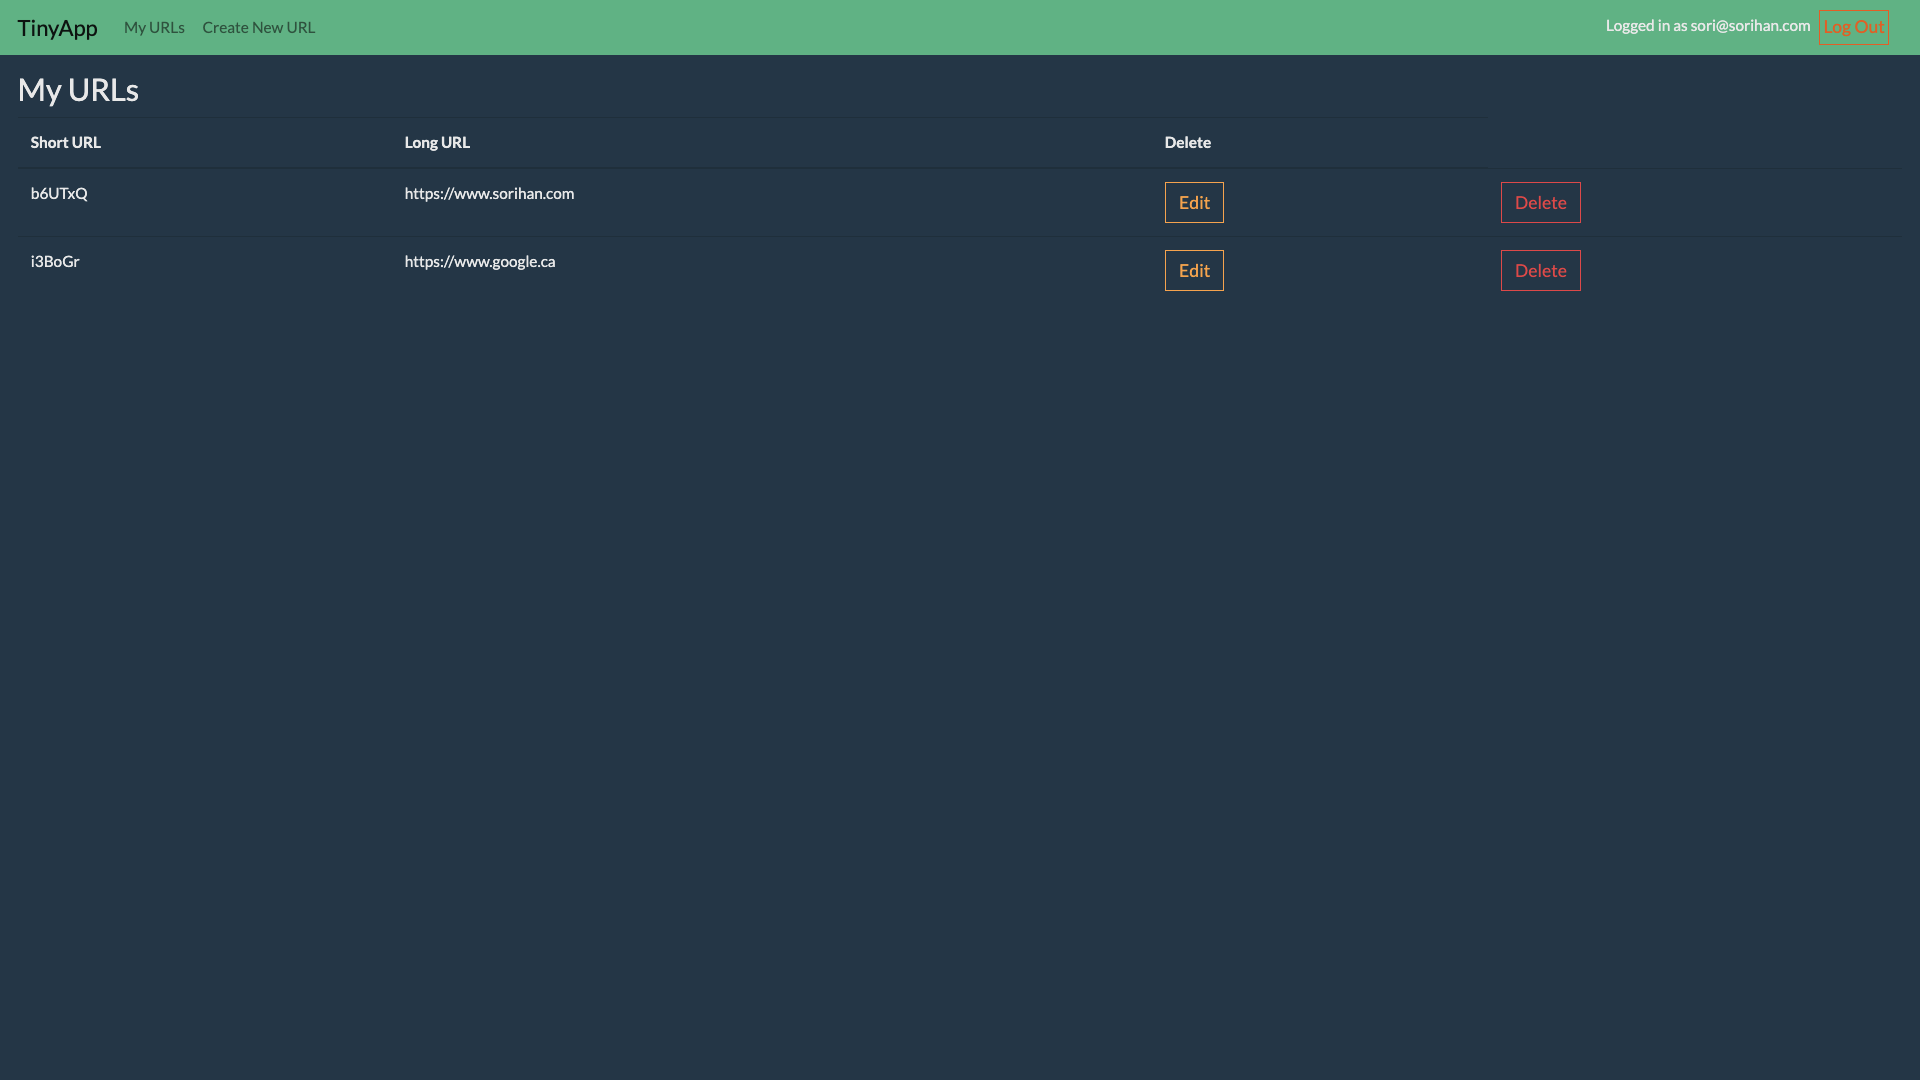 TinyApp My URLs Create New URL Logged in as sori@sorihan.com Log Out
My URLs
Short URL Long URL Delete
b6UTxQ https://www.sorihan.com Edit Delete
i3BoGr https://www.google.ca Edit Delete